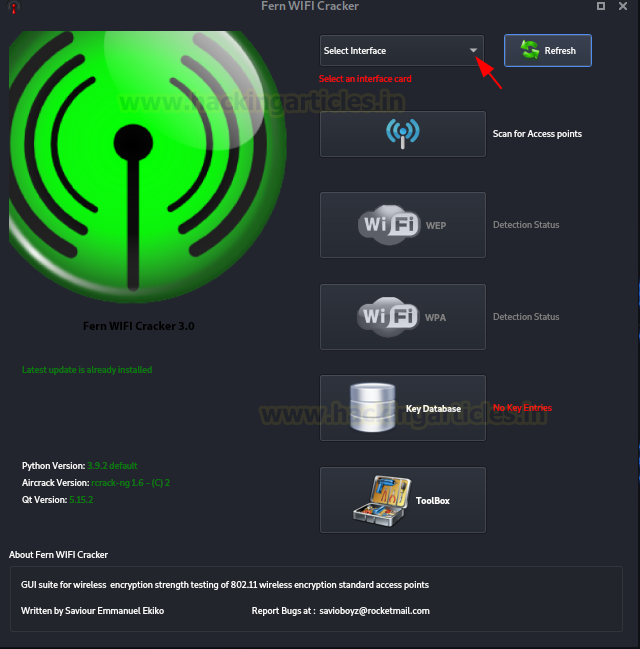 Fern WIFI Cracker
Select Interface
Refresh
Select an interface card
www.hackingarticles.in
Scan for Access points
WiFi WEP
Detection Status
WiFi WPA
Detection Status
Fern WIFI Cracker 3.0
Latest update is already installed
Key Database
No Key Entries
www.hackingarticles.in
Python Version: 3.9.2 default
Aircrack Version: rcrack-ng 1.6 – (C) 2
Qt Version: 5.15.2
ToolBox
About Fern WIFI Cracker
GUI suite for wireless encryption strength testing of 802.11 wireless encryption standard access points
Written by Saviour Emmanuel Ekiko
Report Bugs at : savioboyz@rocketmail.com